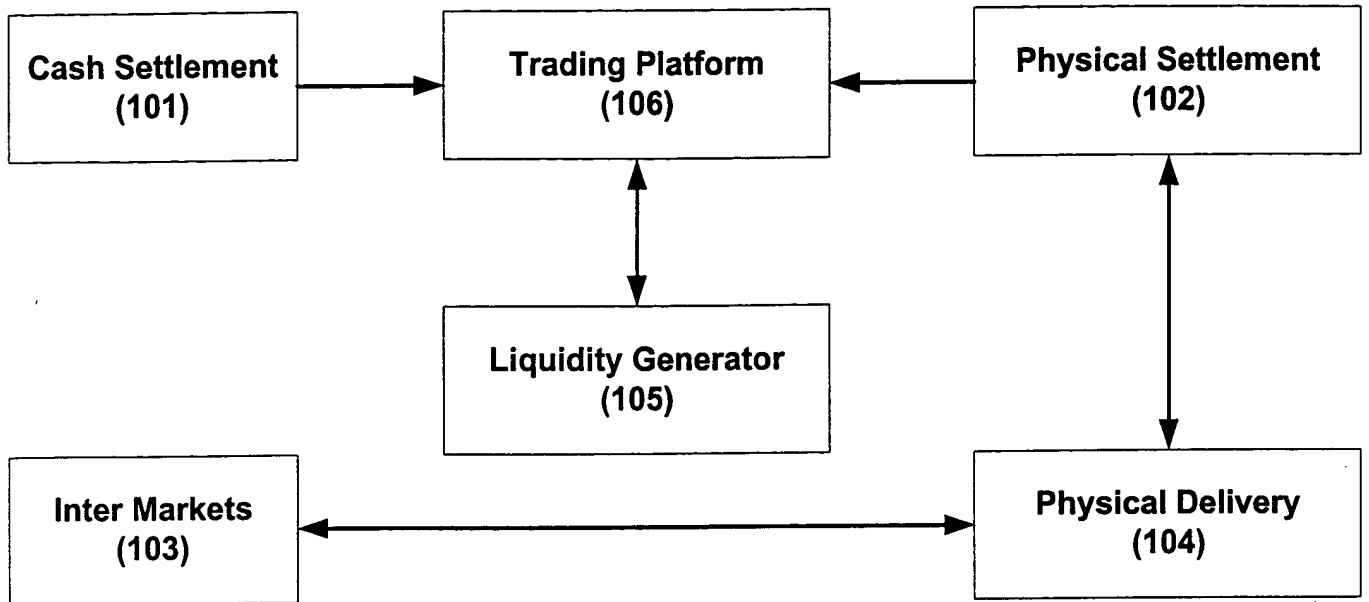 Cash Settlement
(101)
Trading Platform
(106)
Physical Settlement
(102)
Liquidity Generator
(105)
Inter Markets
(103)
Physical Delivery
(104)